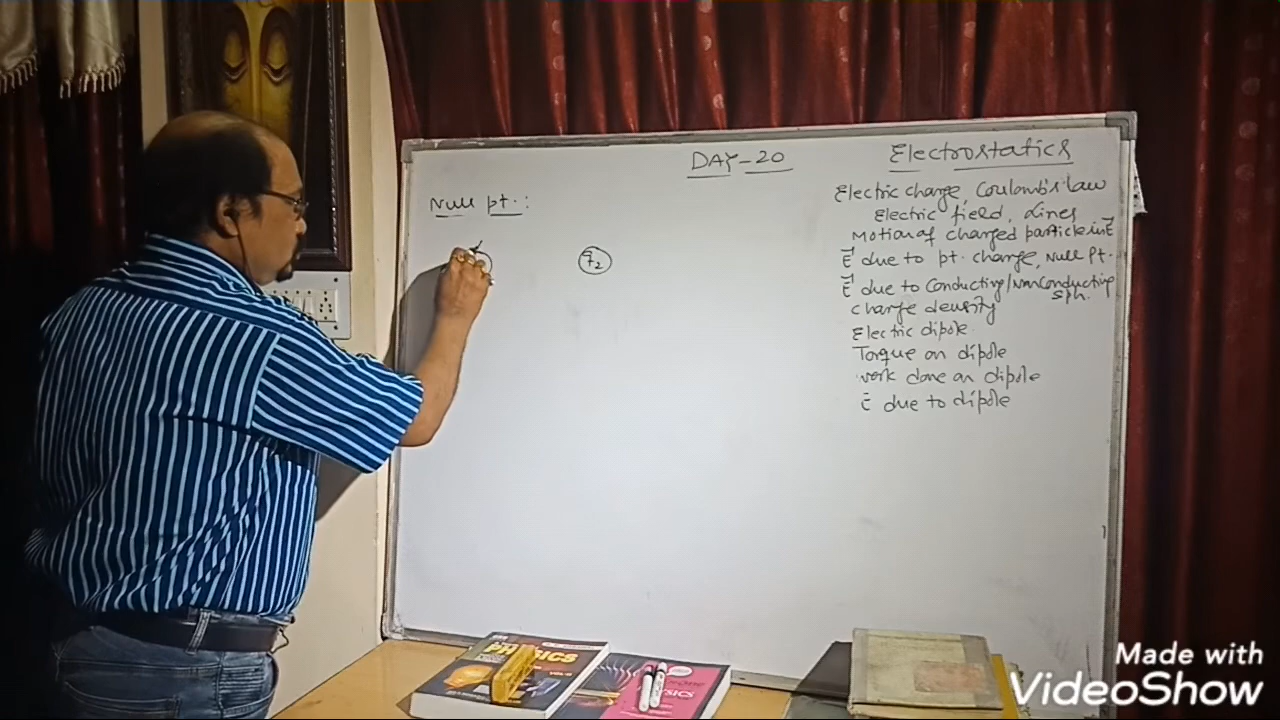 DAY-20
Electrostatics
Null pt.:
q2
Electric charge, Coulomb's law
Electric field, Lines
Motion of charged particle in E⃗
E⃗ due to pt. charge, Null Pt.
E⃗ due to Conducting/NonConducting
sph.
charge density
Electric dipole
Torque on dipole
work done on dipole
E due to dipole
PHYSICS
PHYSICS
Made with
VideoShow